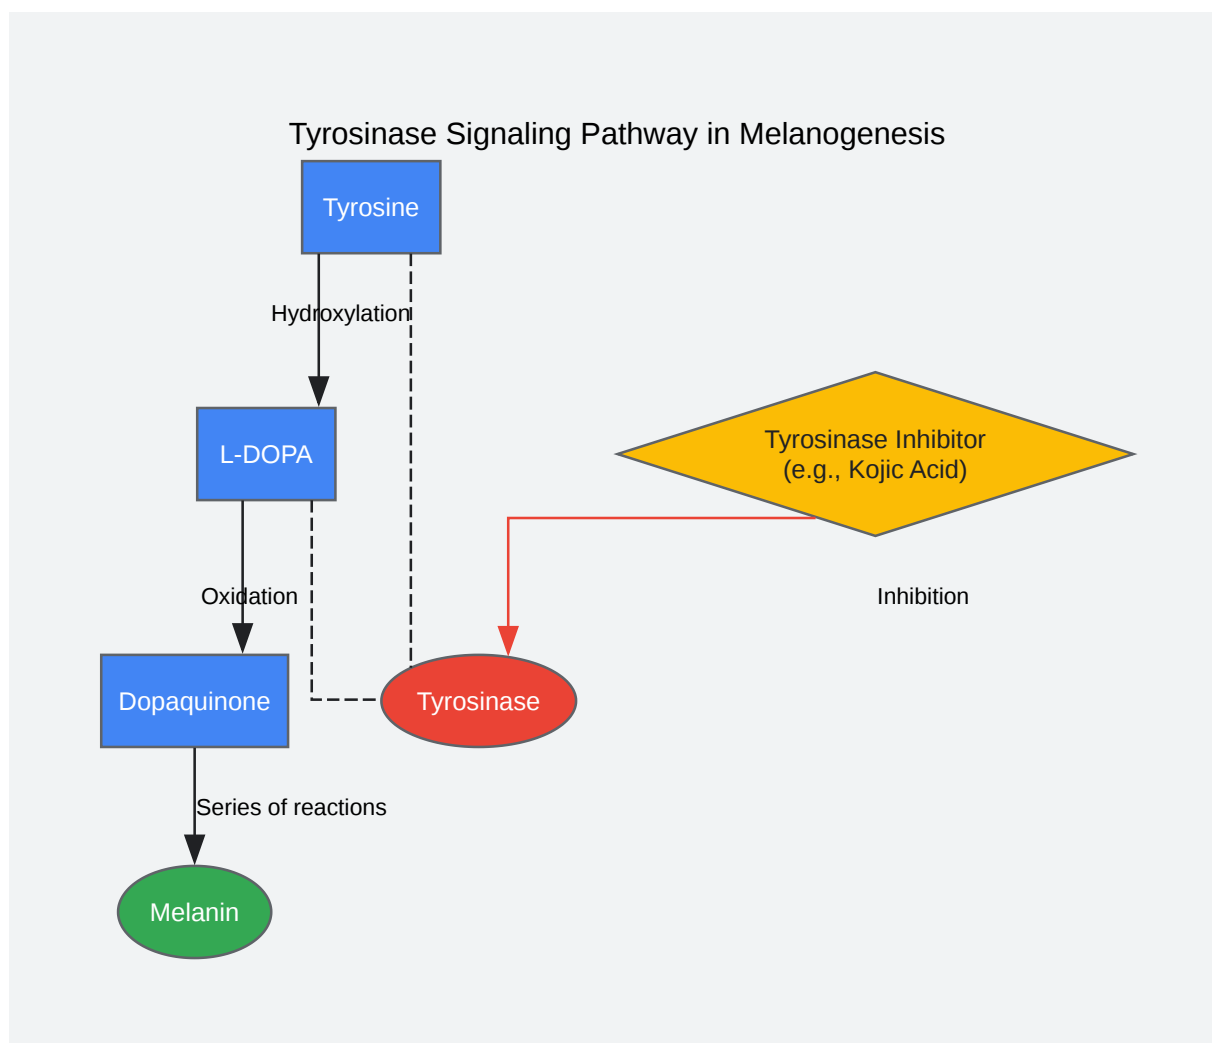 Tyrosinase Signaling Pathway in Melanogenesis
Tyrosine
Hydroxylation
L-DOPA
Tyrosinase Inhibitor
(e.g., Kojic Acid)
Oxidation
Inhibition
Dopaquinone
Tyrosinase
Series of reactions
Melanin